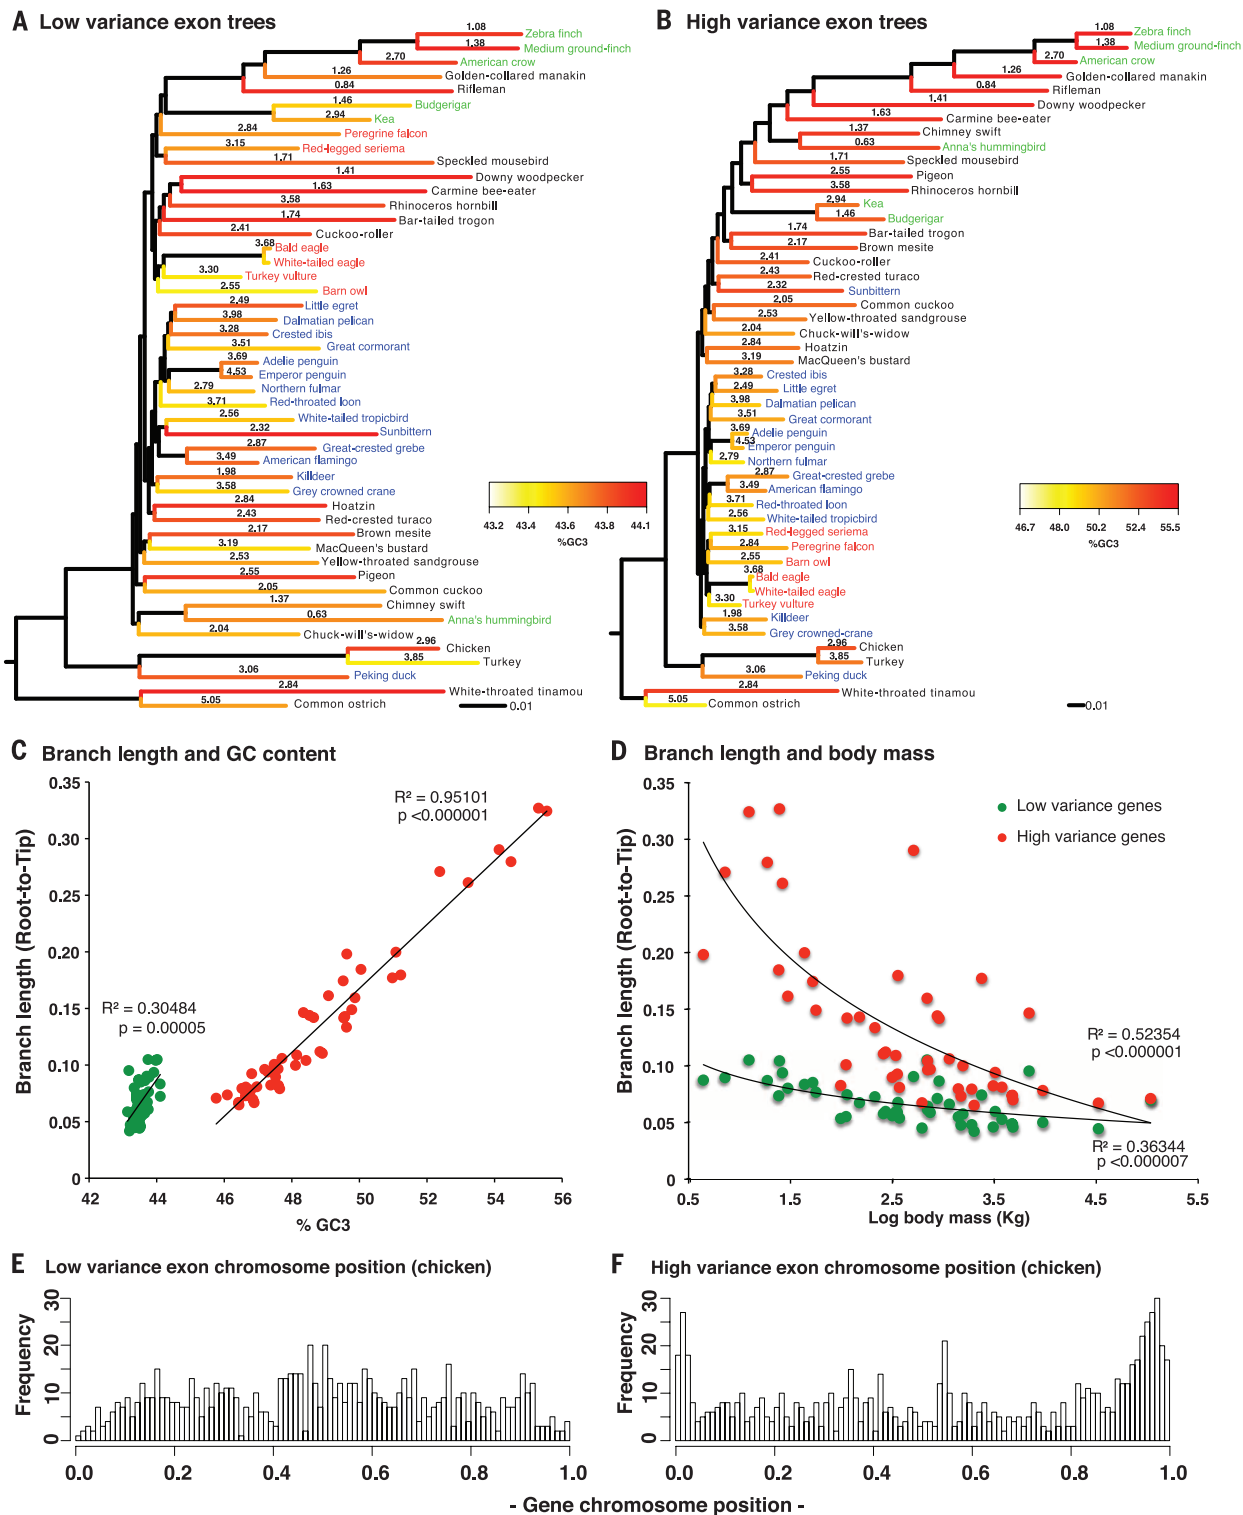 A Low variance exon trees
1.08 Zebra finch
1.38 Medium ground-finch
2.70 American crow
1.26 Golden-collared manakin
0.84 Rifleman
1.46 Budgerigar
2.94 Kea
2.84 Peregrine falcon
3.15 Red-legged seriema
1.71 Speckled mousebird
1.41 Downy woodpecker
1.63 Carmine bee-eater
3.58 Rhinoceros hornbill
1.74 Bar-tailed trogon
2.41 Cuckoo-roller
3.68 Bald eagle
White-tailed eagle
3.30 Turkey vulture
2.55 Barn owl
2.49 Little egret
3.98 Dalmatian pelican
3.28 Crested ibis
3.51 Great cormorant
3.69 Adelie penguin
4.53 Emperor penguin
2.79 Northern fulmar
3.71 Red-throated loon
2.56 White-tailed tropicbird
2.32 Sunbittern
2.87 Great-crested grebe
3.49 American flamingo
1.98 Killdeer
3.58 Grey crowned crane
2.84 Hoatzin
2.43 Red-crested turaco
2.17 Brown mesite
3.19 MacQueen's bustard
2.53 Yellow-throated sandgrouse
2.55 Pigeon
2.05 Common cuckoo
1.37 Chimney swift
0.63 Anna's hummingbird
2.04 Chuck-will's-widow
2.96 Chicken
3.85 Turkey
3.06 Peking duck
2.84 White-throated tinamou
5.05 Common ostrich
0.01
43.2 43.4 43.6 43.8 44.1
%GC3
B High variance exon trees
1.08 Zebra finch
1.38 Medium ground-finch
2.70 American crow
1.26 Golden-collared manakin
0.84 Rifleman
1.41 Downy woodpecker
1.63 Carmine bee-eater
1.37 Chimney swift
0.63 Anna's hummingbird
1.71 Speckled mousebird
2.55 Pigeon
3.58 Rhinoceros hornbill
2.94 Kea
1.46 Budgerigar
1.74 Bar-tailed trogon
2.17 Brown mesite
2.41 Cuckoo-roller
2.43 Red-crested turaco
2.32 Sunbittern
2.05 Common cuckoo
2.53 Yellow-throated sandgrouse
2.04 Chuck-will's-widow
2.84 Hoatzin
3.19 MacQueen's bustard
3.28 Crested ibis
2.49 Little egret
3.98 Dalmatian pelican
3.51 Great cormorant
3.69 Adelie penguin
4.53 Emperor penguin
2.79 Northern fulmar
2.87 Great-crested grebe
3.49 American flamingo
3.71 Red-throated loon
2.56 White-tailed tropicbird
3.15 Red-legged seriema
2.84 Peregrine falcon
2.55 Barn owl
3.68 Bald eagle
White-tailed eagle
3.30 Turkey vulture
1.98 Killdeer
3.58 Grey crowned-crane
2.96 Chicken
3.85 Turkey
3.06 Peking duck
2.84 White-throated tinamou
5.05 Common ostrich
0.01
46.7 48.0 50.2 52.4 55.5
%GC3
C Branch length and GC content
Branch length (Root-to-Tip)
0.35
0.30
0.25
0.20
0.15
0.10
0.05
0
R² = 0.95101
p <0.000001
R² = 0.30484
p = 0.00005
42 44 46 48 50 52 54 56
% GC3
D Branch length and body mass
Branch length (Root-to-Tip)
0.35
0.30
0.25
0.20
0.15
0.10
0.05
0
Low variance genes
High variance genes
R² = 0.52354
p <0.000001
R² = 0.36344
p <0.000007
0.5 1.5 2.5 3.5 4.5 5.5
Log body mass (Kg)
E Low variance exon chromosome position (chicken)
Frequency
30
20
10
0
0.0 0.2 0.4 0.6 0.8 1.0
F High variance exon chromosome position (chicken)
Frequency
30
20
10
0
0.0 0.2 0.4 0.6 0.8 1.0
- Gene chromosome position -